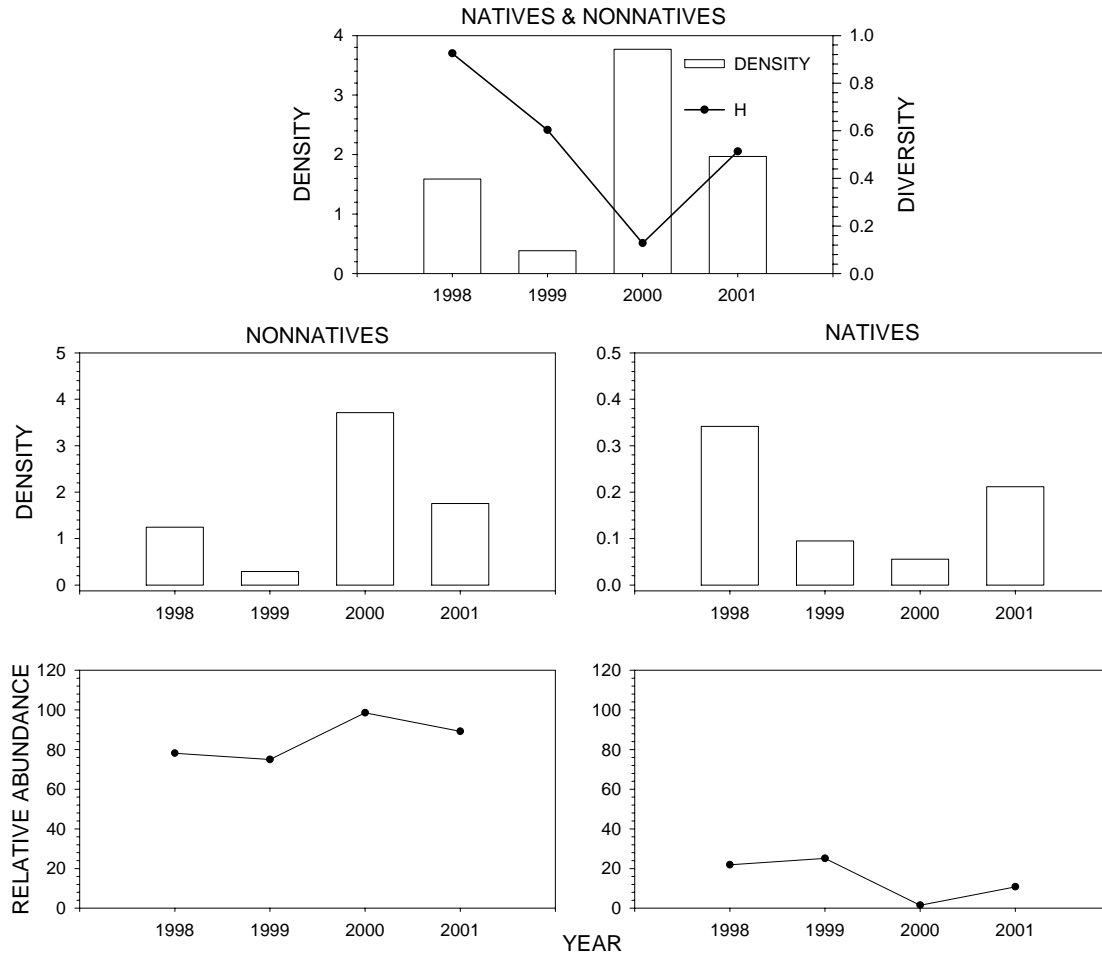 NATIVES & NONNATIVES
4
3
2
1
0
DENSITY
DENSITY
H
1.0
0.8
0.6
0.4
0.2
0.0
DIVERSITY
1998 1999 2000 2001
NONNATIVES
5
4
3
2
1
0
DENSITY
1998 1999 2000 2001
NATIVES
0.5
0.4
0.3
0.2
0.1
0.0
1998 1999 2000 2001
120
100
80
60
40
20
0
RELATIVE ABUNDANCE
1998 1999 2000 2001
120
100
80
60
40
20
0
1998 1999 2000 2001
YEAR